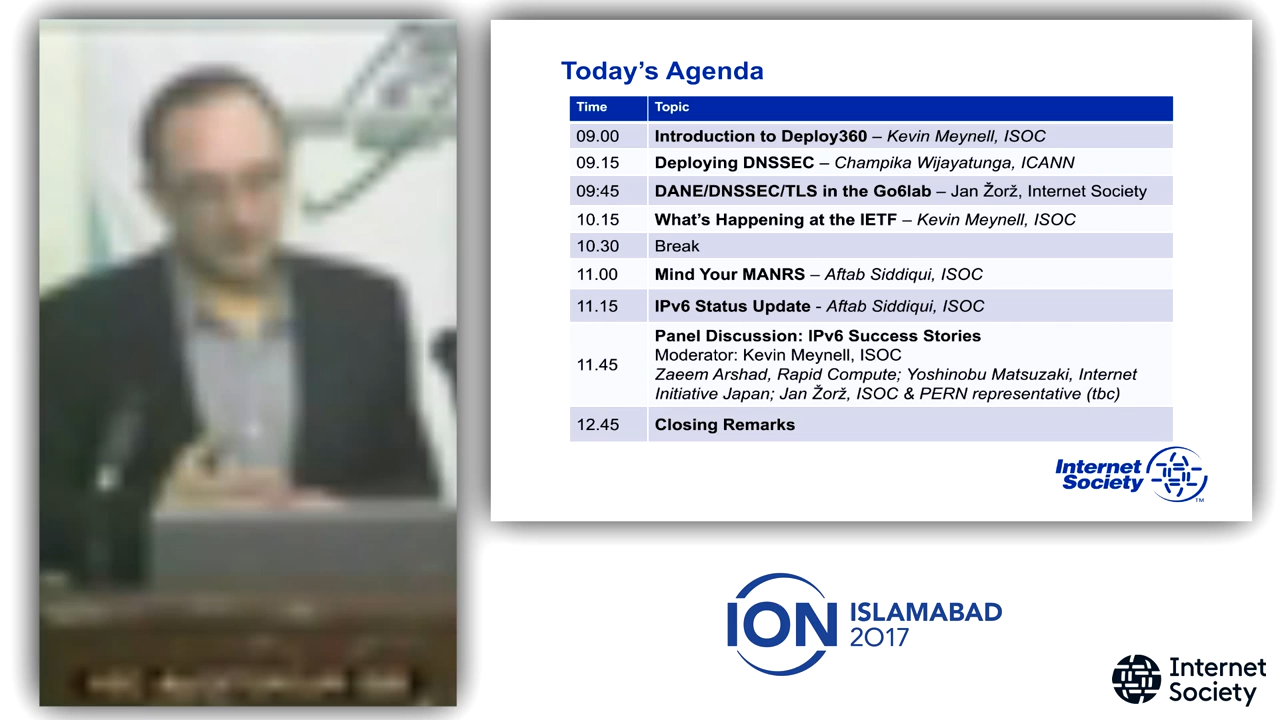 Today's Agenda
Time Topic
09.00 Introduction to Deploy360 – Kevin Meynell, ISOC
09.15 Deploying DNSSEC – Champika Wijayatunga, ICANN
09:45 DANE/DNSSEC/TLS in the Go6lab – Jan Žorž, Internet Society
10.15 What's Happening at the IETF – Kevin Meynell, ISOC
10.30 Break
11.00 Mind Your MANRS – Aftab Siddiqui, ISOC
11.15 IPv6 Status Update - Aftab Siddiqui, ISOC
11.45 Panel Discussion: IPv6 Success Stories
Moderator: Kevin Meynell, ISOC
Zaeem Arshad, Rapid Compute; Yoshinobu Matsuzaki, Internet
Initiative Japan; Jan Žorž, ISOC & PERN representative (tbc)
12.45 Closing Remarks
Internet
Society
TM
ION ISLAMABAD
2017
Internet
Society